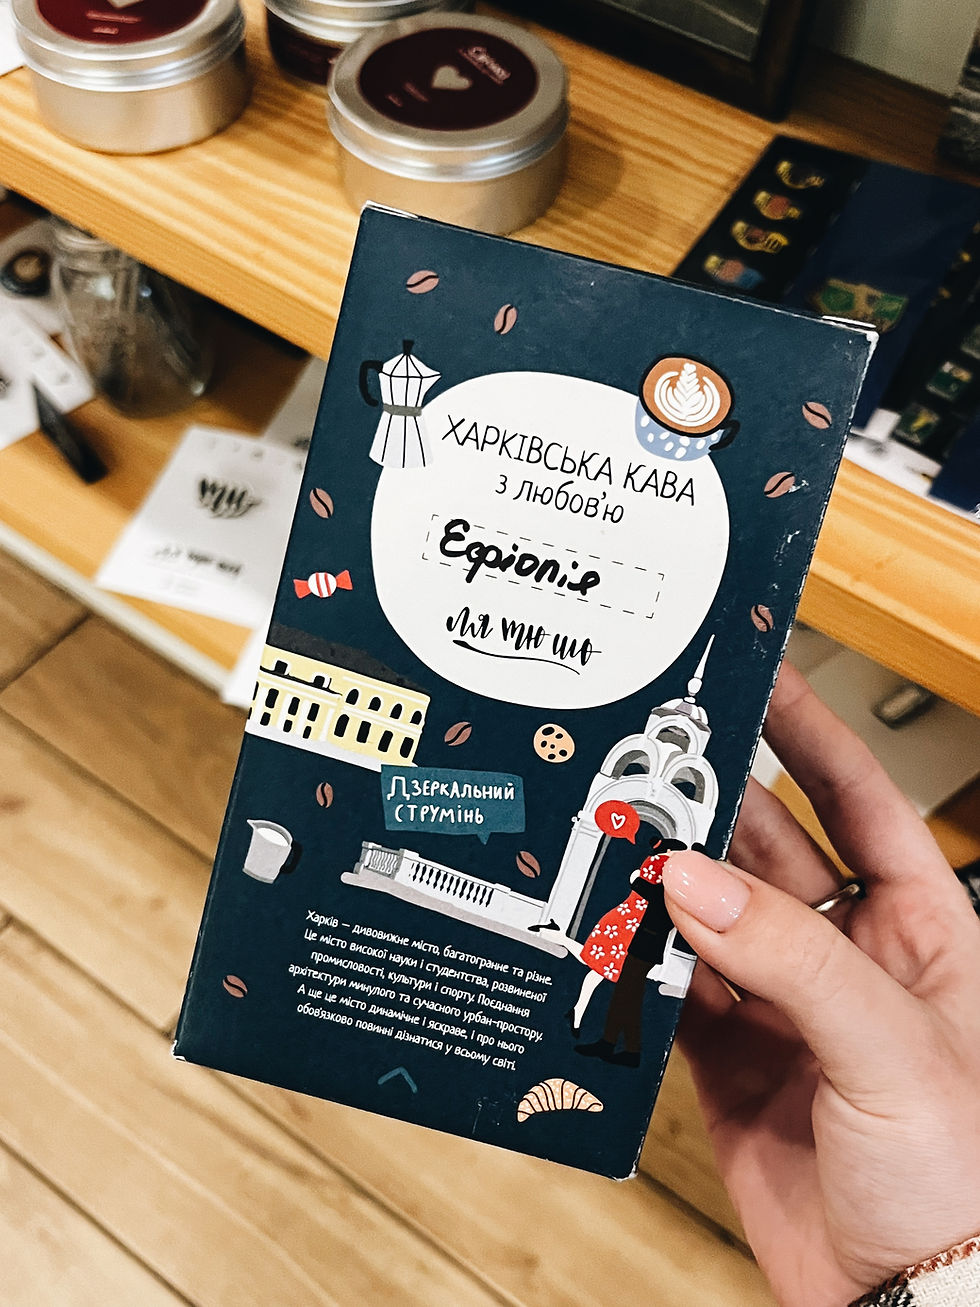 ХАРКІВСЬКА КАВА
З ЛЮБОВ'Ю
Ефіопія
ля тю шо
ДЗЕРКАЛЬНИЙ
СТРУМІНЬ
Харків – дивовижне місто, багатогранне та різне.
Це місто високої науки і студентства, розвиненої
промисловості, культури і спорту. Поєднання
архітектури минулого та сучасного урбан-простору.
А ще це місто динамічне і яскраве, і про нього
обов'язково повинні дізнатися у всьому світі.